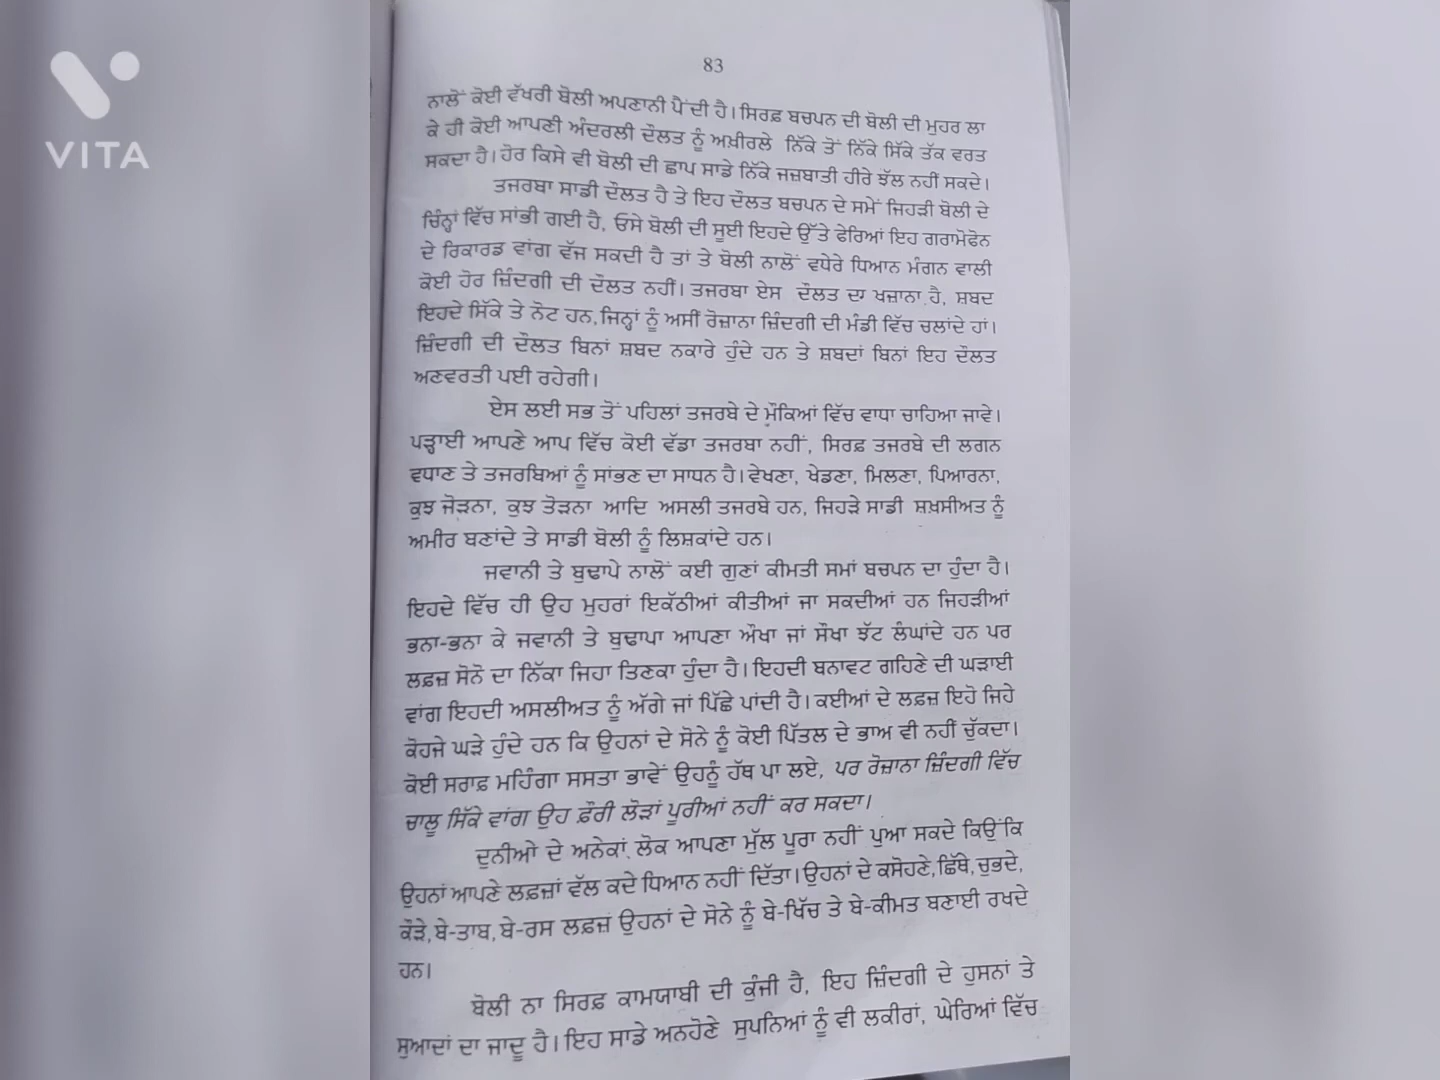 VITA
83
ਨਾਲੋਂ ਕੋਈ ਵੱਖਰੀ ਬੋਲੀ ਅਪਣਾਨੀ ਪੈਂਦੀ ਹੈ। ਸਿਰਫ਼ ਬਚਪਨ ਦੀ ਬੋਲੀ ਦੀ ਮੁਹਰ ਲਾ
ਕੇ ਹੀ ਕੋਈ ਆਪਣੀ ਅੰਦਰਲੀ ਦੌਲਤ ਨੂੰ ਅਖ਼ੀਰਲੇ ਨਿੱਕੇ ਤੋਂ ਨਿੱਕੇ ਸਿੱਕੇ ਤੱਕ ਵਰਤ
ਸਕਦਾ ਹੈ। ਹੋਰ ਕਿਸੇ ਵੀ ਬੋਲੀ ਦੀ ਛਾਪ ਸਾਡੇ ਨਿੱਕੇ ਜਜ਼ਬਾਤੀ ਹੀਰੇ ਝੱਲ ਨਹੀਂ ਸਕਦੇ।
ਤਜਰਬਾ ਸਾਡੀ ਦੌਲਤ ਹੈ ਤੇ ਇਹ ਦੌਲਤ ਬਚਪਨ ਦੇ ਸਮੇਂ ਜਿਹੜੀ ਬੋਲੀ ਦੇ
ਚਿੰਨ੍ਹਾਂ ਵਿੱਚ ਸਾਂਭੀ ਗਈ ਹੈ, ਓਸੇ ਬੋਲੀ ਦੀ ਸੂਈ ਇਹਦੇ ਉੱਤੇ ਫੇਰਿਆਂ ਇਹ ਗਰਾਮੋਫੋਨ
ਦੇ ਰਿਕਾਰਡ ਵਾਂਗ ਵੱਜ ਸਕਦੀ ਹੈ ਤਾਂ ਤੇ ਬੋਲੀ ਨਾਲੋਂ ਵਧੇਰੇ ਧਿਆਨ ਮੰਗਨ ਵਾਲੀ
ਕੋਈ ਹੋਰ ਜ਼ਿੰਦਗੀ ਦੀ ਦੌਲਤ ਨਹੀਂ। ਤਜਰਬਾ ਏਸ ਦੌਲਤ ਦਾ ਖਜ਼ਾਨਾ ਹੈ, ਸ਼ਬਦ
ਇਹਦੇ ਸਿੱਕੇ ਤੇ ਨੋਟ ਹਨ, ਜਿਨ੍ਹਾਂ ਨੂੰ ਅਸੀਂ ਰੋਜ਼ਾਨਾ ਜ਼ਿੰਦਗੀ ਦੀ ਮੰਡੀ ਵਿੱਚ ਚਲਾਂਦੇ ਹਾਂ।
ਜ਼ਿੰਦਗੀ ਦੀ ਦੌਲਤ ਬਿਨਾਂ ਸ਼ਬਦ ਨਕਾਰੇ ਹੁੰਦੇ ਹਨ ਤੇ ਸ਼ਬਦਾਂ ਬਿਨਾਂ ਇਹ ਦੌਲਤ
ਅਣਵਰਤੀ ਪਈ ਰਹੇਗੀ।
ਏਸ ਲਈ ਸਭ ਤੋਂ ਪਹਿਲਾਂ ਤਜਰਬੇ ਦੇ ਮੌਕਿਆਂ ਵਿੱਚ ਵਾਧਾ ਚਾਹਿਆ ਜਾਵੇ।
ਪੜ੍ਹਾਈ ਆਪਣੇ ਆਪ ਵਿੱਚ ਕੋਈ ਵੱਡਾ ਤਜਰਬਾ ਨਹੀਂ, ਸਿਰਫ਼ ਤਜਰਬੇ ਦੀ ਲਗਨ
ਵਧਾਣ ਤੇ ਤਜਰਬਿਆਂ ਨੂੰ ਸਾਂਭਣ ਦਾ ਸਾਧਨ ਹੈ। ਵੇਖਣਾ, ਖੇਡਣਾ, ਮਿਲਣਾ, ਪਿਆਰਨਾ,
ਕੁਝ ਜੋੜਨਾ, ਕੁਝ ਤੋੜਨਾ ਆਦਿ ਅਸਲੀ ਤਜਰਬੇ ਹਨ, ਜਿਹੜੇ ਸਾਡੀ ਸ਼ਖ਼ਸੀਅਤ ਨੂੰ
ਅਮੀਰ ਬਣਾਂਦੇ ਤੇ ਸਾਡੀ ਬੋਲੀ ਨੂੰ ਲਿਸ਼ਕਾਂਦੇ ਹਨ।
ਜਵਾਨੀ ਤੇ ਬੁਢਾਪੇ ਨਾਲੋਂ ਕਈ ਗੁਣਾਂ ਕੀਮਤੀ ਸਮਾਂ ਬਚਪਨ ਦਾ ਹੁੰਦਾ ਹੈ।
ਇਹਦੇ ਵਿੱਚ ਹੀ ਉਹ ਮੁਹਰਾਂ ਇਕੱਠੀਆਂ ਕੀਤੀਆਂ ਜਾ ਸਕਦੀਆਂ ਹਨ ਜਿਹੜੀਆਂ
ਭਨਾ-ਭਨਾ ਕੇ ਜਵਾਨੀ ਤੇ ਬੁਢਾਪਾ ਆਪਣਾ ਔਖਾ ਜਾਂ ਸੌਖਾ ਝੱਟ ਲੰਘਾਂਦੇ ਹਨ ਪਰ
ਲਫ਼ਜ਼ ਸੋਨੇ ਦਾ ਨਿੱਕਾ ਜਿਹਾ ਤਿਣਕਾ ਹੁੰਦਾ ਹੈ। ਇਹਦੀ ਬਨਾਵਟ ਗਹਿਣੇ ਦੀ ਘੜਾਈ
ਵਾਂਗ ਇਹਦੀ ਅਸਲੀਅਤ ਨੂੰ ਅੱਗੇ ਜਾਂ ਪਿੱਛੇ ਪਾਂਦੀ ਹੈ। ਕਈਆਂ ਦੇ ਲਫ਼ਜ਼ ਇਹੋ ਜਿਹੇ
ਕੋਹਜੇ ਘੜੇ ਹੁੰਦੇ ਹਨ ਕਿ ਉਹਨਾਂ ਦੇ ਸੋਨੇ ਨੂੰ ਕੋਈ ਪਿੱਤਲ ਦੇ ਭਾਅ ਵੀ ਨਹੀਂ ਚੁੱਕਦਾ।
ਕੋਈ ਸਰਾਫ਼ ਮਹਿੰਗਾ ਸਸਤਾ ਭਾਵੇਂ ਉਹਨੂੰ ਹੱਥ ਪਾ ਲਏ, ਪਰ ਰੋਜ਼ਾਨਾ ਜ਼ਿੰਦਗੀ ਵਿੱਚ
ਚਾਲੂ ਸਿੱਕੇ ਵਾਂਗ ਉਹ ਫ਼ੌਰੀ ਲੋੜਾਂ ਪੂਰੀਆਂ ਨਹੀਂ ਕਰ ਸਕਦਾ।
ਦੁਨੀਆਂ ਦੇ ਅਨੇਕਾਂ ਲੋਕ ਆਪਣਾ ਮੁੱਲ ਪੂਰਾ ਨਹੀਂ ਪੁਆ ਸਕਦੇ ਕਿਉਂਕਿ
ਉਹਨਾਂ ਆਪਣੇ ਲਫ਼ਜ਼ਾਂ ਵੱਲ ਕਦੇ ਧਿਆਨ ਨਹੀਂ ਦਿੱਤਾ। ਉਹਨਾਂ ਦੇ ਕਸੋਹਣੇ, ਛਿੱਥੇ, ਚੁਭਦੇ,
ਕੌੜੇ, ਬੇ-ਤਾਬ, ਬੇ-ਰਸ ਲਫ਼ਜ਼ ਉਹਨਾਂ ਦੇ ਸੋਨੇ ਨੂੰ ਬੇ-ਖਿੱਚ ਤੇ ਬੇ-ਕੀਮਤ ਬਣਾਈ ਰਖਦੇ
ਹਨ।
ਬੋਲੀ ਨਾ ਸਿਰਫ਼ ਕਾਮਯਾਬੀ ਦੀ ਕੁੰਜੀ ਹੈ, ਇਹ ਜ਼ਿੰਦਗੀ ਦੇ ਹੁਸਨਾਂ ਤੇ
ਸੁਆਦਾਂ ਦਾ ਜਾਦੂ ਹੈ। ਇਹ ਸਾਡੇ ਅਨਹੋਣੇ ਸੁਪਨਿਆਂ ਨੂੰ ਵੀ ਲਕੀਰਾਂ, ਘੇਰਿਆਂ ਵਿੱਚ